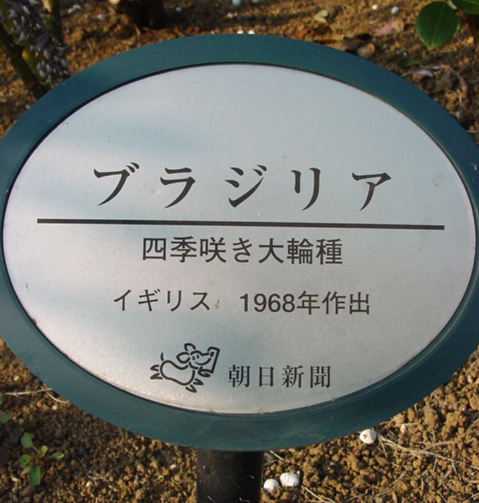 ブラジリア
四季咲き大輪種
イギリス 1968年作出
朝日新聞